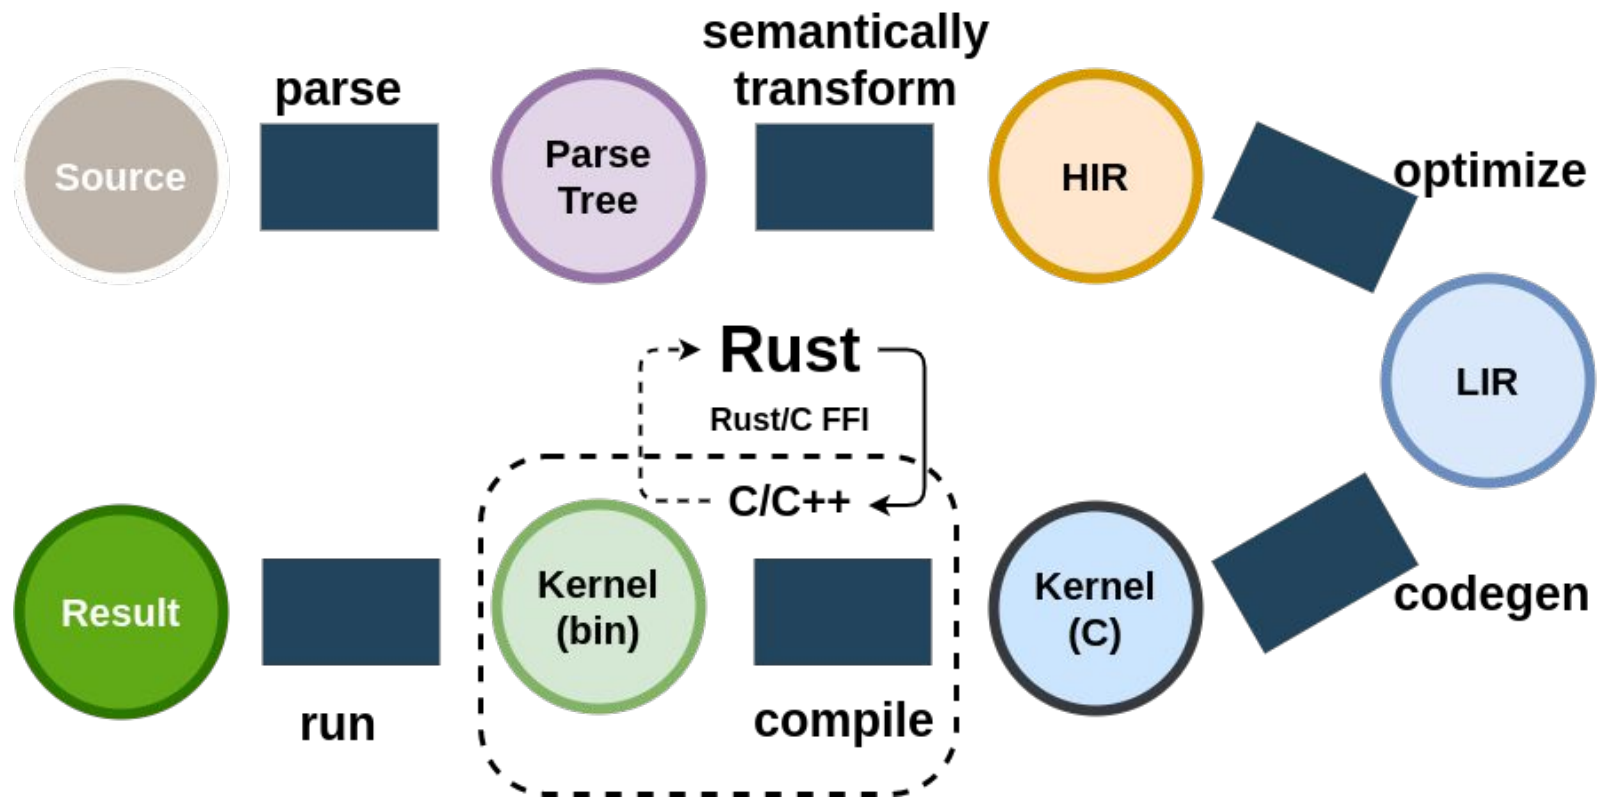 semantically
parse
transform
Source
Parse
Tree
HIR
optimize
Rust
Rust/C FFI
LIR
C/C++
Result
Kernel
(bin)
Kernel
(C)
codegen
run
compile